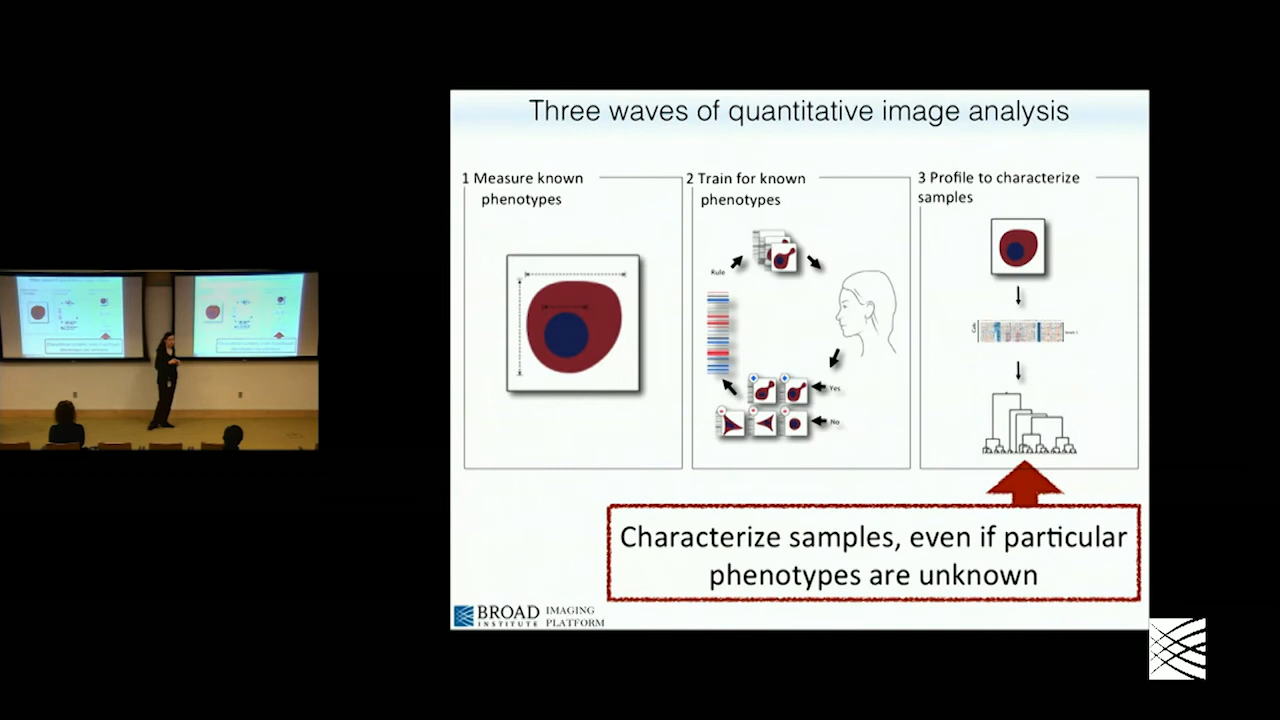 Three waves of quantitative image analysis
1 Measure known
phenotypes
2 Train for known
phenotypes
3 Profile to characterize
samples
Rule
Yes
No
Cells
Characterize samples, even if particular
phenotypes are unknown
BROAD
INSTITUTE
IMAGING
PLATFORM